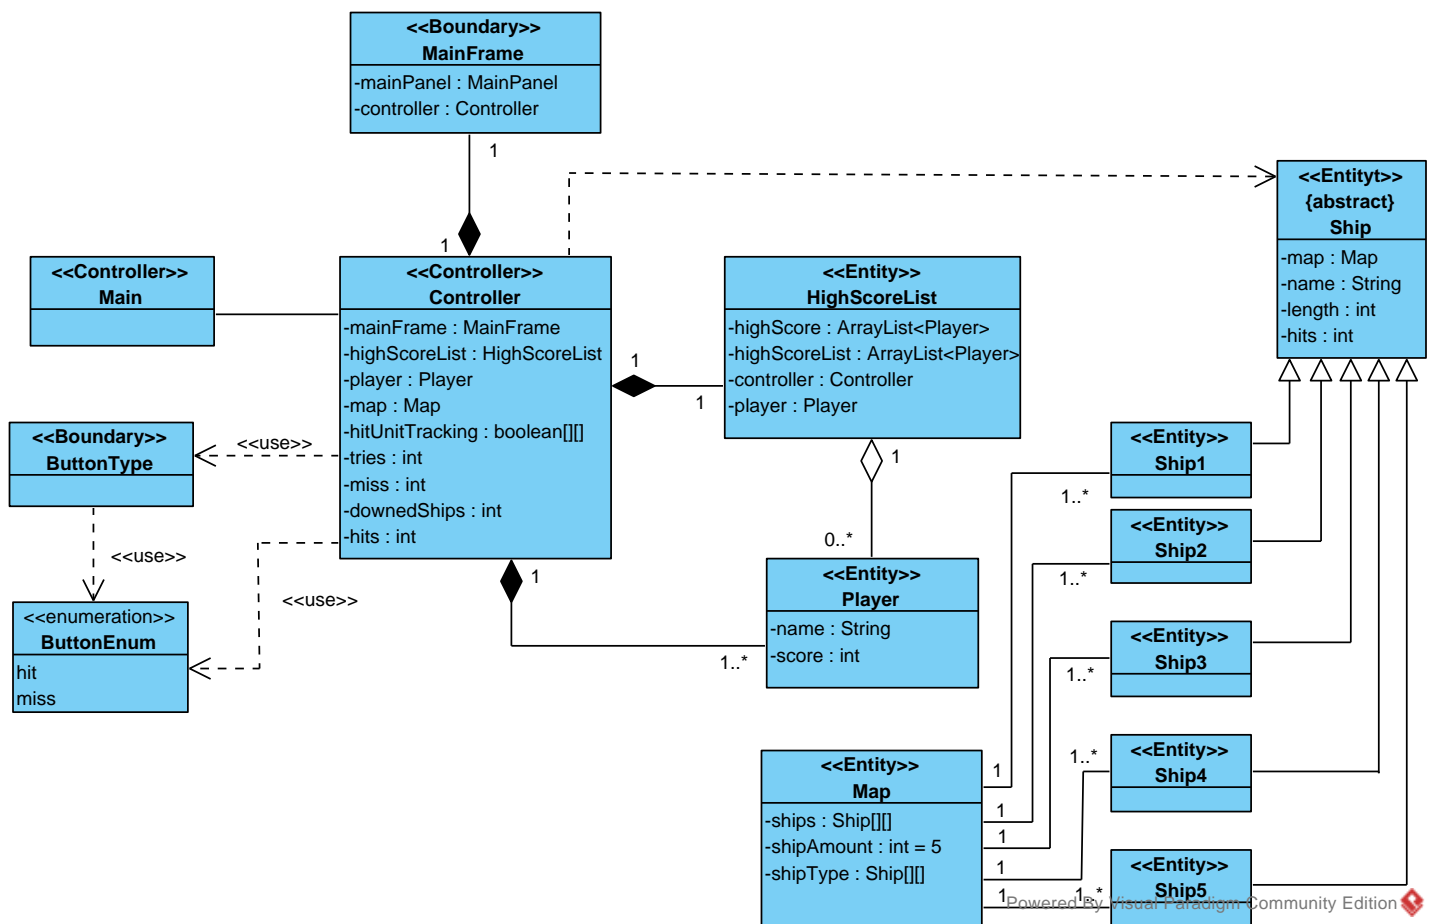 <<Boundary>>
MainFrame
-mainPanel : MainPanel
-controller : Controller
1
1
<<Entityt>>
{abstract}
Ship
-map : Map
-name : String
-length : int
-hits : int
<<Controller>>
Main
<<Controller>>
Controller
-mainFrame : MainFrame
-highScoreList : HighScoreList
-player : Player
-map : Map
-hitUnitTracking : boolean[][]
-tries : int
-miss : int
-downedShips : int
-hits : int
1
1
<<Entity>>
HighScoreList
-highScore : ArrayList<Player>
-highScoreList : ArrayList<Player>
-controller : Controller
-player : Player
<<Boundary>>
ButtonType
<<use>>
<<use>>
<<use>>
<<enumeration>>
ButtonEnum
hit
miss
1
0..*
1
1..*
<<Entity>>
Player
-name : String
-score : int
<<Entity>>
Ship1
1..*
<<Entity>>
Ship2
1..*
<<Entity>>
Ship3
1..*
<<Entity>>
Ship4
1..*
<<Entity>>
Ship5
1..*
<<Entity>>
Map
-ships : Ship[][]
-shipAmount : int = 5
-shipType : Ship[][]
1
1
1
1
1
Powered By Visual Paradigm Community Edition